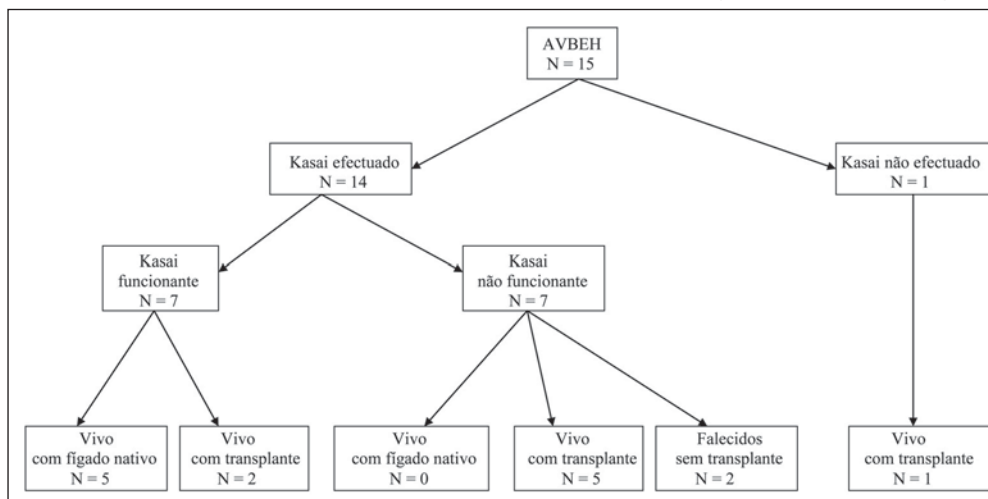 AVBEH
N = 15
Kasai efectuado
N = 14
Kasai não efectuado
N = 1
Kasai
funcionante
N = 7
Kasai
não funcionante
N = 7
Vivo
com fígado nativo
N = 5
Vivo
com transplante
N = 2
Vivo
com fígado nativo
N = 0
Vivo
com transplante
N = 5
Falecidos
sem transplante
N = 2
Vivo
com transplante
N = 1